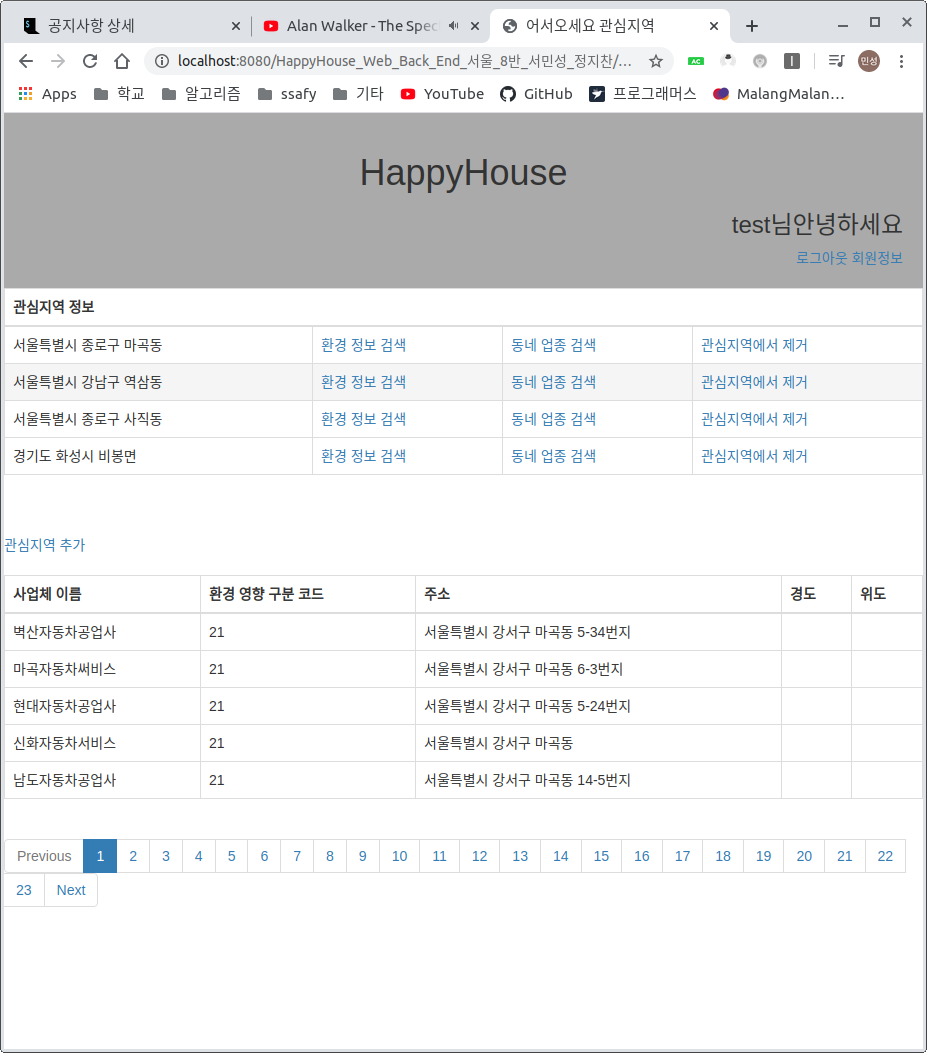 공지사항 상세
Alan Walker - The Spec
어서오세요 관심지역
localhost:8080/HappyHouse_Web_Back_End_서울_8반_서민성_정지찬/...
AC
민성
Apps 학교 알고리즘 ssafy 기타 YouTube GitHub 프로그래머스 MalangMalan...
HappyHouse
test님안녕하세요
로그아웃 회원정보
관심지역 정보
서울특별시 종로구 마곡동 환경 정보 검색 동네 업종 검색 관심지역에서 제거
서울특별시 강남구 역삼동 환경 정보 검색 동네 업종 검색 관심지역에서 제거
서울특별시 종로구 사직동 환경 정보 검색 동네 업종 검색 관심지역에서 제거
경기도 화성시 비봉면 환경 정보 검색 동네 업종 검색 관심지역에서 제거
관심지역 추가
사업체 이름 환경 영향 구분 코드 주소 경도 위도
벽산자동차공업사 21 서울특별시 강서구 마곡동 5-34번지
마곡자동차써비스 21 서울특별시 강서구 마곡동 6-3번지
현대자동차공업사 21 서울특별시 강서구 마곡동 5-24번지
신화자동차서비스 21 서울특별시 강서구 마곡동
남도자동차공업사 21 서울특별시 강서구 마곡동 14-5번지
Previous 1 2 3 4 5 6 7 8 9 10 11 12 13 14 15 16 17 18 19 20 21 22
23 Next